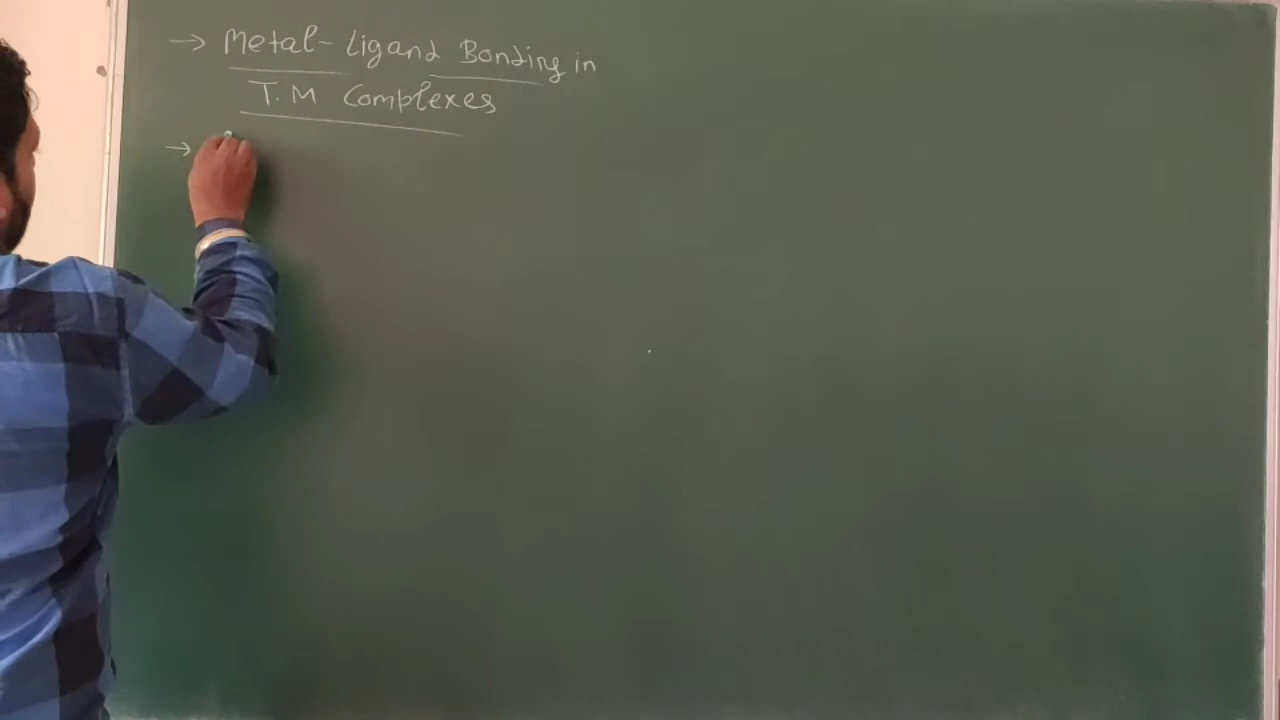 → Metal-Ligand Bonding in
T.M Complexes
→